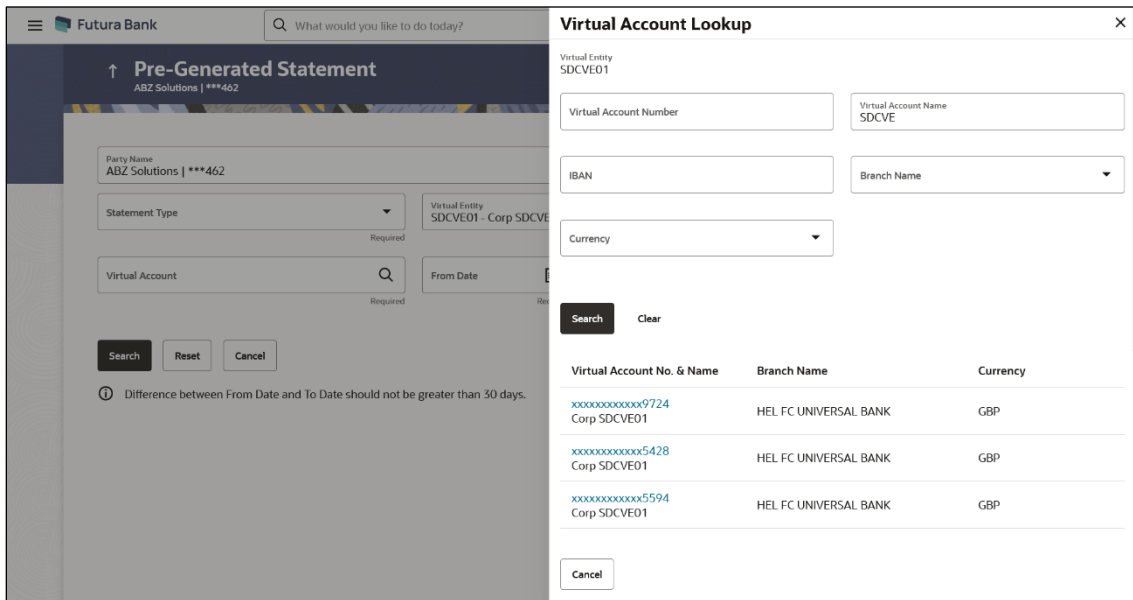 Futura Bank
What would you like to do today?
Pre-Generated Statement
ABZ Solutions | ***462
Party Name
ABZ Solutions | ***462
Statement Type
Required
Virtual Entity
SDCVE01 - Corp SDCVE
Virtual Account
Required
From Date
Search
Reset
Cancel
Difference between From Date and To Date should not be greater than 30 days.
Virtual Account Lookup
Virtual Entity
SDCVE01
Virtual Account Number
Virtual Account Name
SDCVE
IBAN
Branch Name
Currency
Search
Clear
Virtual Account No. & Name
Branch Name
Currency
xxxxxxxxxxxx9724
Corp SDCVE01
HEL FC UNIVERSAL BANK
GBP
xxxxxxxxxxxx5428
Corp SDCVE01
HEL FC UNIVERSAL BANK
GBP
xxxxxxxxxxxx5594
Corp SDCVE01
HEL FC UNIVERSAL BANK
GBP
Cancel